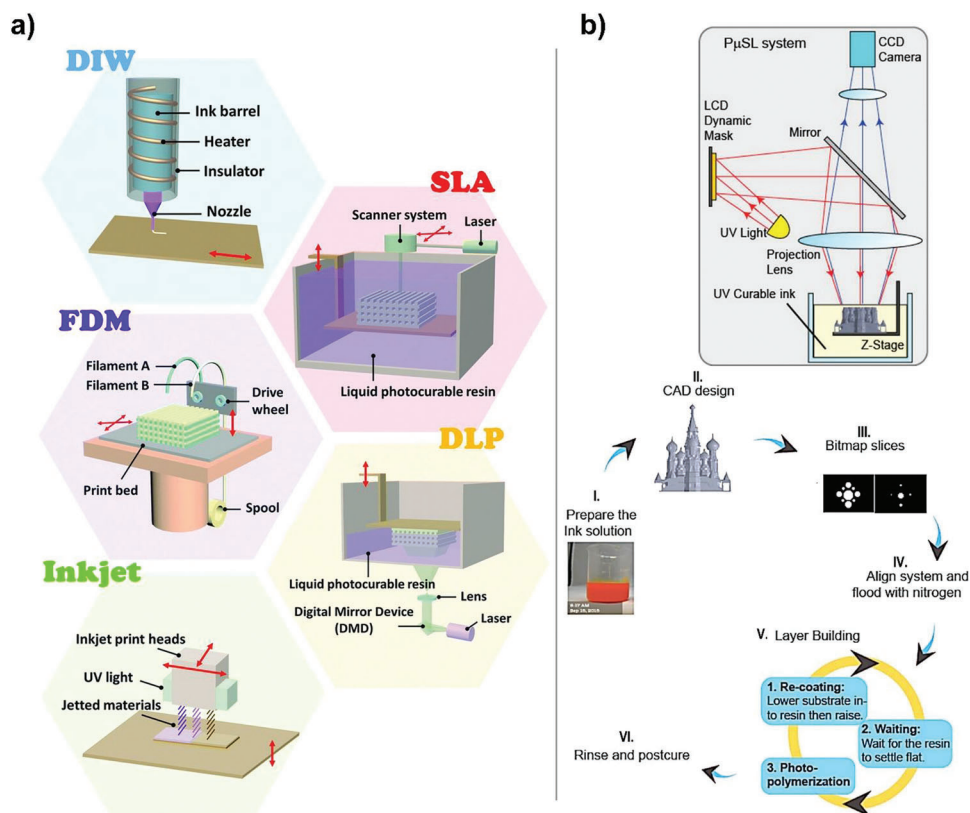 a)
DIW
Ink barrel
Heater
Insulator
Nozzle
SLA
Scanner
system
Laser
Liquid photocurable resin
FDM
Filament A
Filament B
Drive
wheel
Print bed
Spool
DLP
Liquid photocurable resin
Lens
Digital Mirror Device
(DMD)
Laser
Inkjet
Inkjet print heads
UV light
Jetted materials
b)
PμSL system
CCD
Camera
LCD
Dynamic
Mask
Mirror
UV Light
Projection
Lens
UV Curable ink
Z-Stage
I.
Prepare the
Ink solution
II.
CAD design
III.
Bitmap slices
IV.
Align system and
flood with nitrogen
V. Layer Building
1. Re-coating:
Lower substrate in-
to resin then raise.
2. Waiting:
Wait for the resin
to settle flat.
3. Photo-
polymerization
VI.
Rinse and postcure